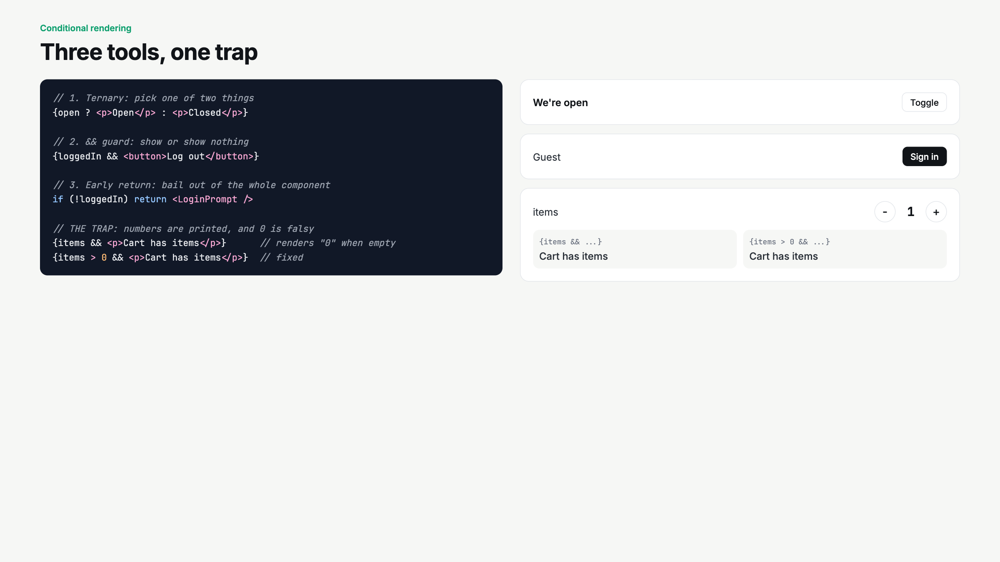 Conditional rendering
Three tools, one trap
// 1. Ternary: pick one of two things
{open ? <p>Open</p> : <p>Closed</p>}
// 2. && guard: show or show nothing
{loggedIn && <button>Log out</button>}
// 3. Early return: bail out of the whole component
if (!loggedIn) return <LoginPrompt />
// THE TRAP: numbers are printed, and 0 is falsy
{items && <p>Cart has items</p>}      // renders "0" when empty
{items > 0 && <p>Cart has items</p>}  // fixed
We're open
Toggle
Guest
Sign in
items
- 1 +
{items && ...}
Cart has items
{items > 0 && ...}
Cart has items